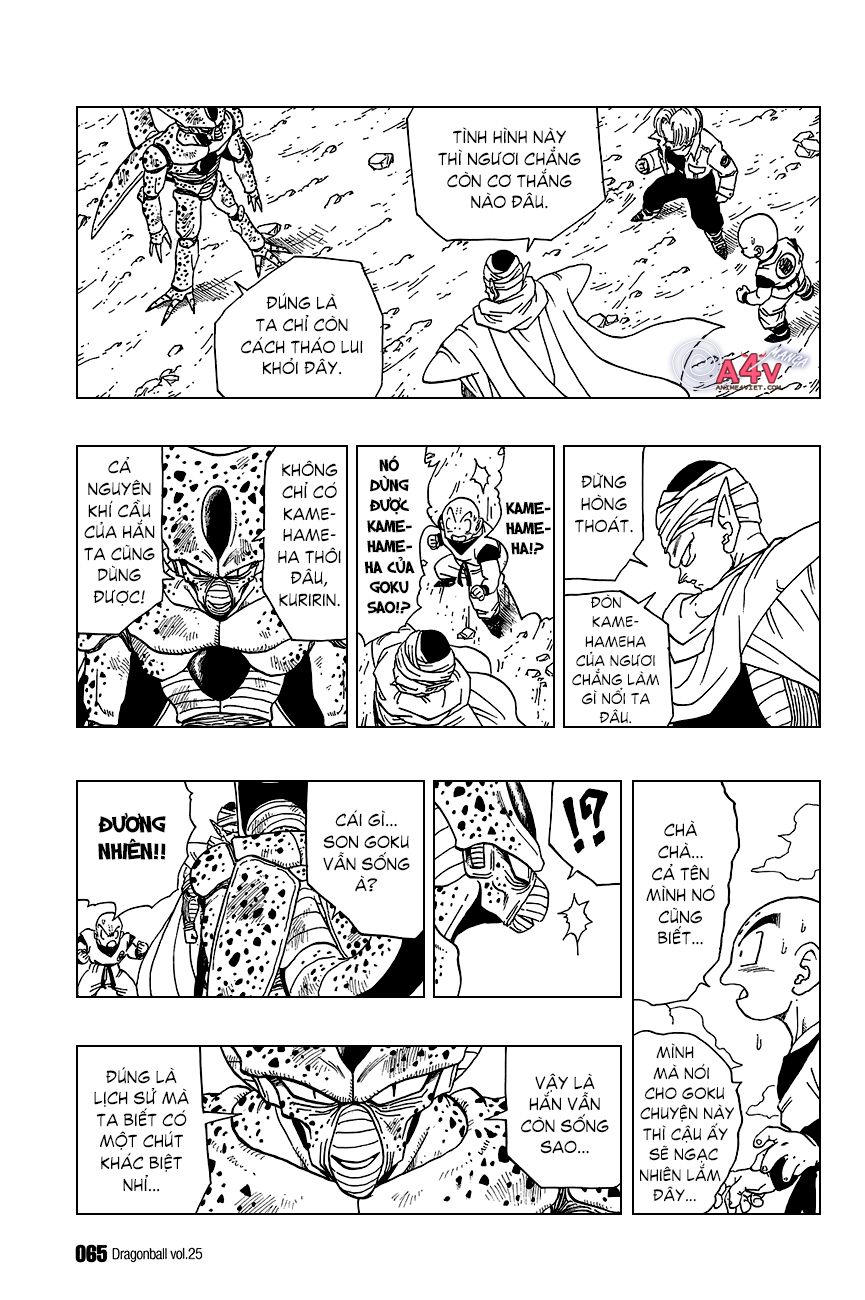 TÌNH HÌNH NÀY
THÌ NGƯƠI CHẲNG
CÒN CƠ THẮNG
NÀO ĐÂU.
A4V
MANGA
ANIME4VIET.COM
ĐÚNG LÀ
TA CHỈ CÒN
CÁCH THÁO LUI
KHỎI ĐÂY.
ĐỪNG
HÒNG
THOÁT.
ĐÒN
KAME-
HAMEHA
CỦA NGƯƠI
CHẲNG LÀM
GÌ NỔI TA
ĐÂU.
KAME-
HAME-
HA!?
NÓ
DÙNG
ĐƯỢC
KAME-
HAME-
HA CỦA
GOKU
SAO!?
KHÔNG
CHỈ CÓ
KAME-
HAME-
HA THÔI
ĐÂU,
KURIRIN.
CẢ
NGUYÊN
KHÍ CẦU
CỦA HẮN
TA CŨNG
DÙNG
ĐƯỢC!
CHÀ
CHÀ...
CẢ TÊN
MÌNH NÓ
CŨNG
BIẾT...
MÌNH
MÀ NÓI
CHO GOKU
CHUYỆN NÀY
THÌ CẬU ẤY
SẼ NGẠC
NHIÊN LẮM
ĐÂY...
!?
CÁI GÌ...
SON GOKU
VẪN SỐNG
À?
ĐƯƠNG
NHIÊN!!
VẬY LÀ
HẮN VẪN
CÒN SỐNG
SAO...
ĐÚNG LÀ
LỊCH SỬ MÀ
TA BIẾT CÓ
MỘT CHÚT
KHÁC BIỆT
NHỈ...
065 Dragonball vol.25